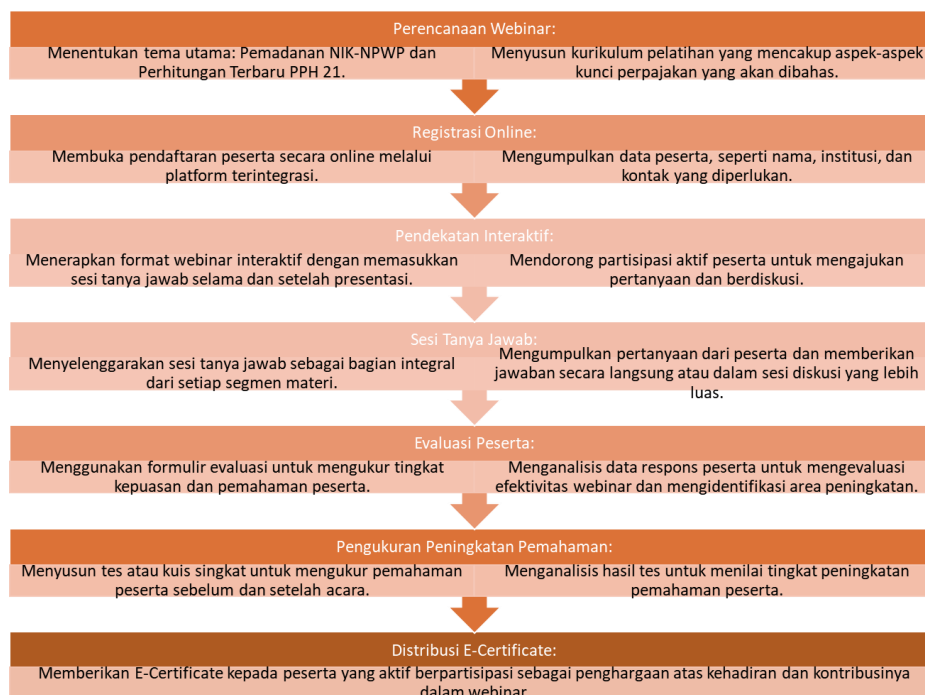 Perencanaan Webinar:
Menentukan tema utama: Pemadanan NIK-NPWP dan
Perhitungan Terbaru PPH 21.
Menyusun kurikulum pelatihan yang mencakup aspek-aspek
kunci perpajakan yang akan dibahas.
Registrasi Online:
Membuka pendaftaran peserta secara online melalui
platform terintegrasi.
Mengumpulkan data peserta, seperti nama, institusi, dan
kontak yang diperlukan.
Pendekatan Interaktif:
Menerapkan format webinar interaktif dengan memasukkan
sesi tanya jawab selama dan setelah presentasi.
Mendorong partisipasi aktif peserta untuk mengajukan
pertanyaan dan berdiskusi.
Sesi Tanya Jawab:
Menyelenggarakan sesi tanya jawab sebagai bagian integral
dari setiap segmen materi.
Mengumpulkan pertanyaan dari peserta dan memberikan
jawaban secara langsung atau dalam sesi diskusi yang lebih
luas.
Evaluasi Peserta:
Menggunakan formulir evaluasi untuk mengukur tingkat
kepuasan dan pemahaman peserta.
Menganalisis data respons peserta untuk mengevaluasi
efektivitas webinar dan mengidentifikasi area peningkatan.
Pengukuran Peningkatan Pemahaman:
Menyusun tes atau kuis singkat untuk mengukur pemahaman
peserta sebelum dan setelah acara.
Menganalisis hasil tes untuk menilai tingkat peningkatan
pemahaman peserta.
Distribusi E-Certificate:
Memberikan E-Certificate kepada peserta yang aktif berpartisipasi sebagai penghargaan atas kehadiran dan kontribusinya
dalam webinar.